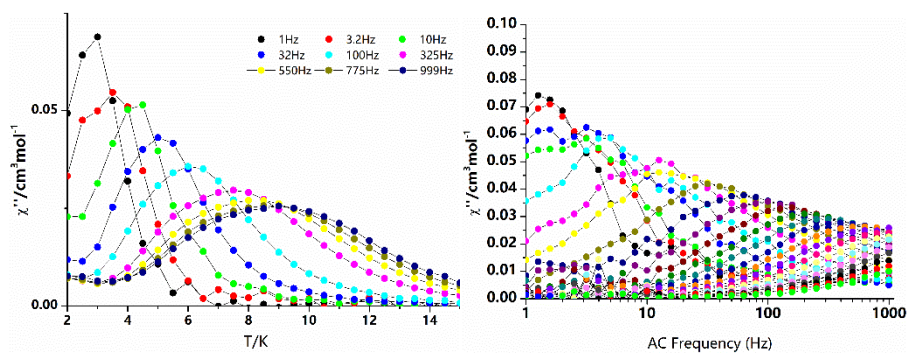 χ''/cm³mol⁻¹
0.05
0.00
1Hz 3.2Hz 10Hz
32Hz 100Hz 325Hz
550Hz 775Hz 999Hz
2 4 6 8 10 12 14
T/K
χ''/cm³mol⁻¹
0.10
0.09
0.08
0.07
0.06
0.05
0.04
0.03
0.02
0.01
0.00
1 10 100 1000
AC Frequency (Hz)